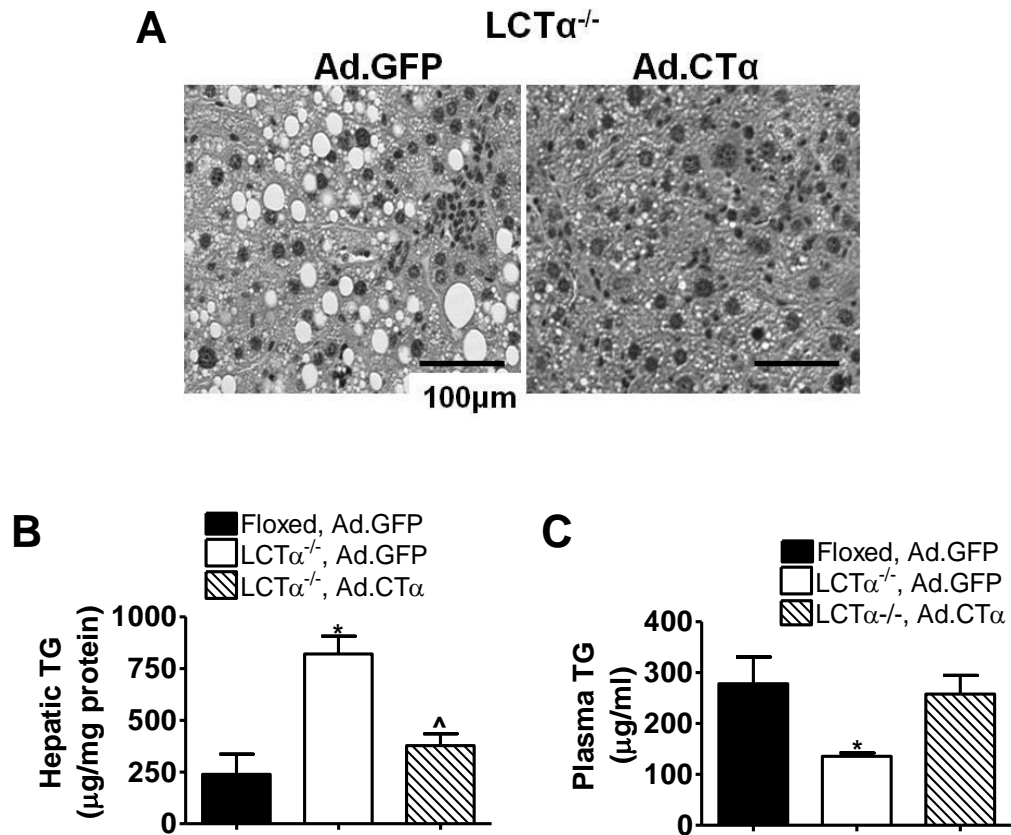 A
LCTα-/-
Ad.GFP
Ad.CTα
100μm
B
Floxed, Ad.GFP
LCTα-/-, Ad.GFP
LCTα-/-, Ad.CTα
Hepatic TG
(μg/mg protein)
1000
750
500
250
0
*
^
C
Floxed, Ad.GFP
LCTα-/-, Ad.GFP
LCTα-/-, Ad.CTα
Plasma TG
(μg/ml)
400
300
200
100
0
*